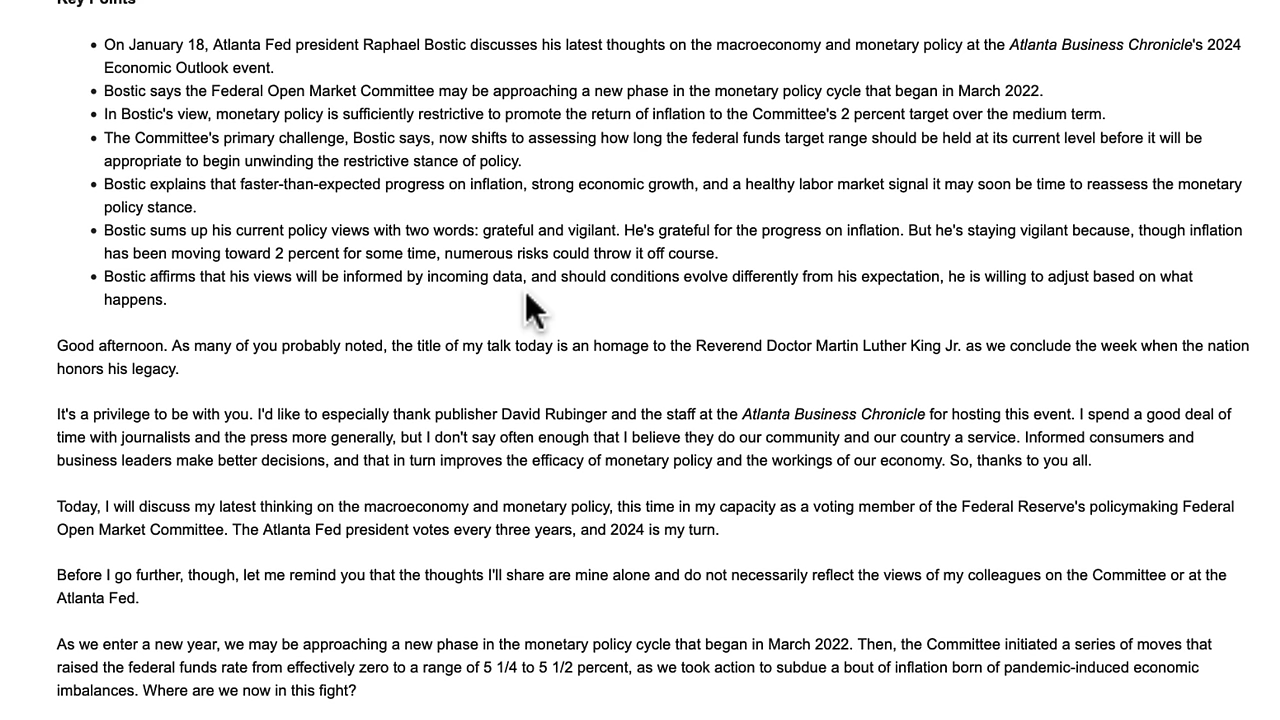 Key Points
On January 18, Atlanta Fed president Raphael Bostic discusses his latest thoughts on the macroeconomy and monetary policy at the Atlanta Business Chronicle's 2024
Economic Outlook event.
Bostic says the Federal Open Market Committee may be approaching a new phase in the monetary policy cycle that began in March 2022.
In Bostic's view, monetary policy is sufficiently restrictive to promote the return of inflation to the Committee's 2 percent target over the medium term.
The Committee's primary challenge, Bostic says, now shifts to assessing how long the federal funds target range should be held at its current level before it will be
appropriate to begin unwinding the restrictive stance of policy.
Bostic explains that faster-than-expected progress on inflation, strong economic growth, and a healthy labor market signal it may soon be time to reassess the monetary
policy stance.
Bostic sums up his current policy views with two words: grateful and vigilant. He's grateful for the progress on inflation. But he's staying vigilant because, though inflation
has been moving toward 2 percent for some time, numerous risks could throw it off course.
Bostic affirms that his views will be informed by incoming data, and should conditions evolve differently from his expectation, he is willing to adjust based on what
happens.
Good afternoon. As many of you probably noted, the title of my talk today is an homage to the Reverend Doctor Martin Luther King Jr. as we conclude the week when the nation
honors his legacy.
It's a privilege to be with you. I'd like to especially thank publisher David Rubinger and the staff at the Atlanta Business Chronicle for hosting this event. I spend a good deal of
time with journalists and the press more generally, but I don't say often enough that I believe they do our community and our country a service. Informed consumers and
business leaders make better decisions, and that in turn improves the efficacy of monetary policy and the workings of our economy. So, thanks to you all.
Today, I will discuss my latest thinking on the macroeconomy and monetary policy, this time in my capacity as a voting member of the Federal Reserve's policymaking Federal
Open Market Committee. The Atlanta Fed president votes every three years, and 2024 is my turn.
Before I go further, though, let me remind you that the thoughts I'll share are mine alone and do not necessarily reflect the views of my colleagues on the Committee or at the
Atlanta Fed.
As we enter a new year, we may be approaching a new phase in the monetary policy cycle that began in March 2022. Then, the Committee initiated a series of moves that
raised the federal funds rate from effectively zero to a range of 5 1/4 to 5 1/2 percent, as we took action to subdue a bout of inflation born of pandemic-induced economic
imbalances. Where are we now in this fight?